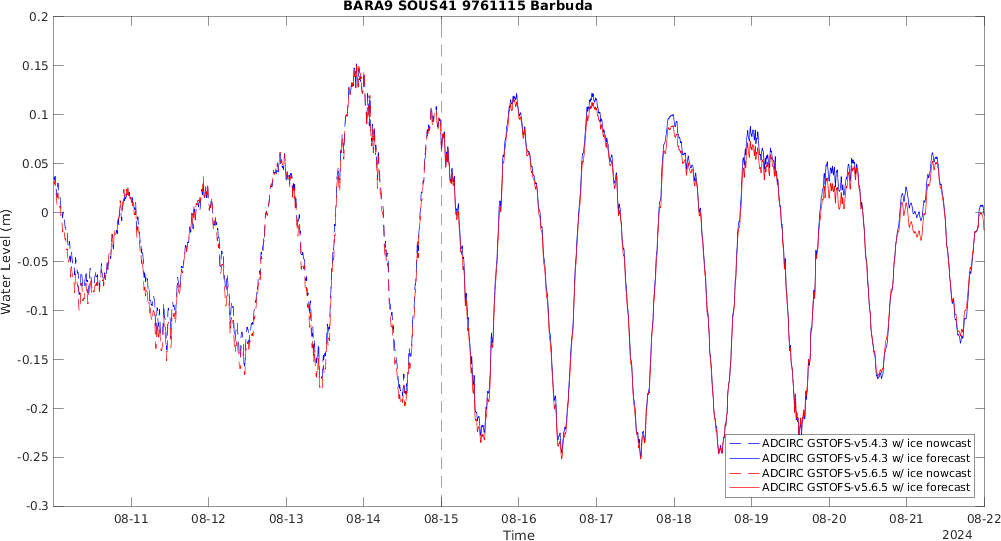 BARA9 SOUS41 9761115 Barbuda
0.2
0.15
0.1
0.05
0
-0.05
-0.1
-0.15
-0.2
-0.25
-0.3
Water Level (m)
ADCIRC GSTOFS-v5.4.3 w/ ice nowcast
ADCIRC GSTOFS-v5.4.3 w/ ice forecast
ADCIRC GSTOFS-v5.6.5 w/ ice nowcast
ADCIRC GSTOFS-v5.6.5 w/ ice forecast
08-11 08-12 08-13 08-14 08-15 08-16 08-17 08-18 08-19 08-20 08-21 08-22
Time
2024